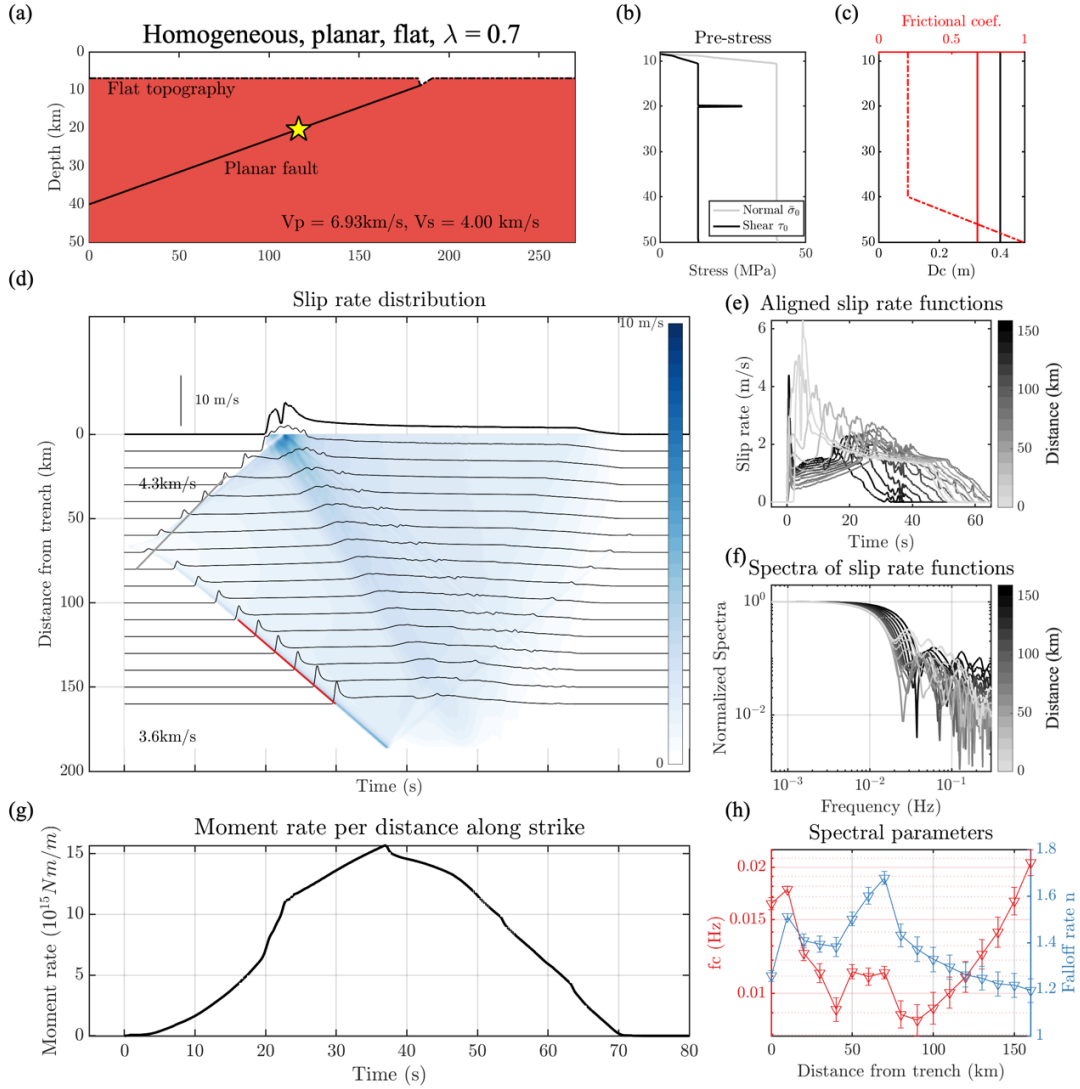 (a)
Homogeneous, planar, flat, λ = 0.7
0
10
20
30
40
50
Depth (km)
Flat topography
Planar fault
Vp = 6.93km/s, Vs = 4.00 km/s
0 50 100 150 200 250
(b)
Pre-stress
10
20
30
40
50
Normal σ̄₀
Shear τ₀
0 50
Stress (MPa)
(c)
Frictional coef.
0 0.33 0.67 1
10
20
30
40
50
0 0.2 0.4
Dc (m)
(d)
Slip rate distribution
10 m/s
10 m/s
0
50
100
150
200
Distance from trench (km)
4.3km/s
3.6km/s
0
Time (s)
(e)
Aligned slip rate functions
6
4
2
0
Slip rate (m/s)
0 20 40 60
Time (s)
150
100
50
0
Distance (km)
(f)
Spectra of slip rate functions
10⁰
10⁻²
Normalized Spectra
10⁻³ 10⁻² 10⁻¹
Frequency (Hz)
150
100
50
0
Distance (km)
(g)
Moment rate per distance along strike
15
10
5
0
Moment rate (10¹⁵Nm/m)
0 10 20 30 40 50 60 70 80
Time (s)
(h)
Spectral parameters
0.02
0.015
0.01
fc (Hz)
1.8
1.6
1.4
1.2
1
Falloff rate n
0 50 100 150
Distance from trench (km)